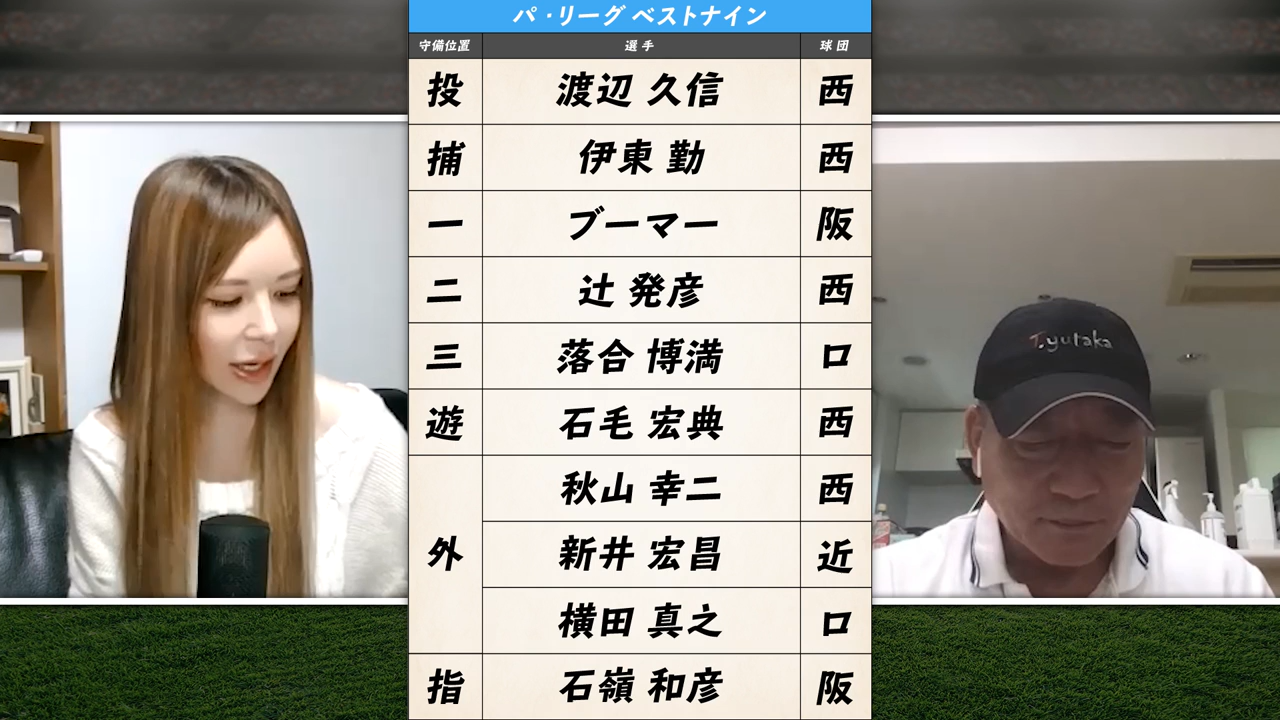 パ・リーグ ベストナイン
守備位置 選手 球団
投 渡辺 久信 西
捕 伊東 勤 西
一 ブーマー 阪
二 辻 発彦 西
三 落合 博満 ロ
遊 石毛 宏典 西
外 秋山 幸二 西
新井 宏昌 近
横田 真之 ロ
指 石嶺 和彦 阪
T.yutaka